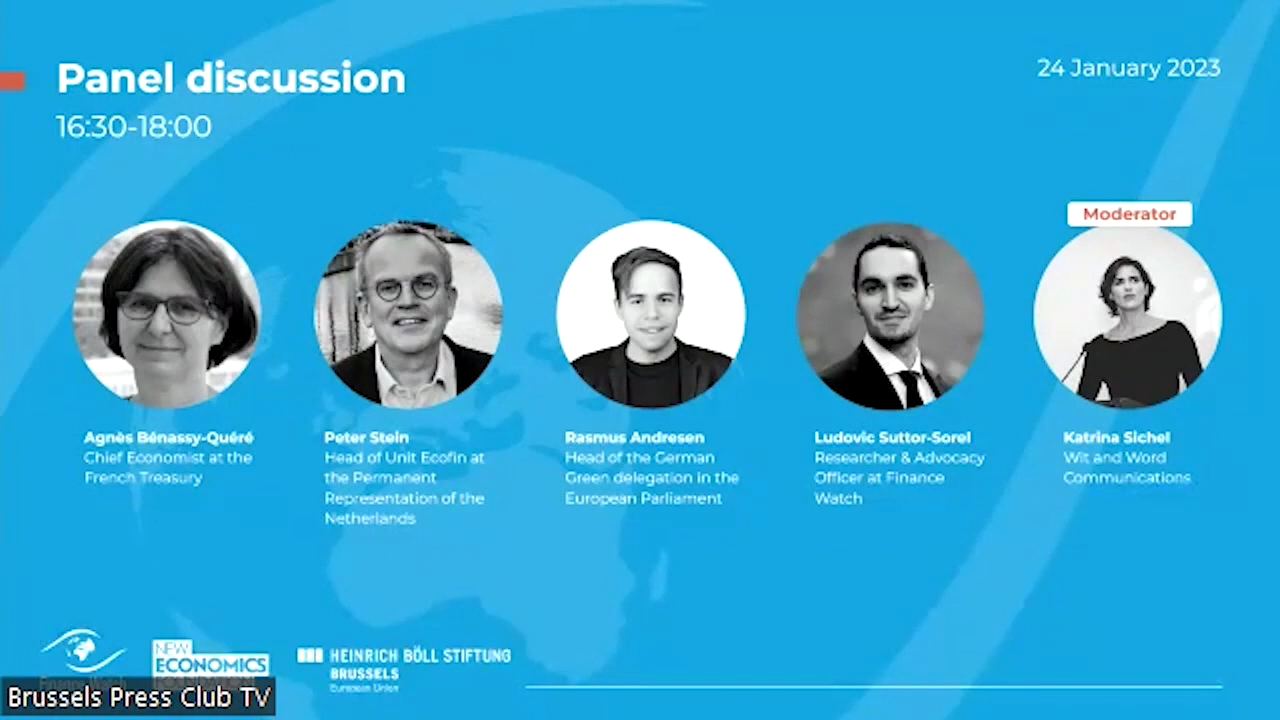 Panel discussion
16:30-18:00
24 January 2023
Moderator
Agnès Bénassy-Quéré
Chief Economist at the
French Treasury
Peter Stein
Head of Unit Ecofin at
the Permanent
Representation of the
Netherlands
Rasmus Andresen
Head of the German
Green delegation in the
European Parliament
Ludovic Suttor-Sorel
Researcher & Advocacy
Officer at Finance
Watch
Katrina Sichel
Wit and Word
Communications
NEW
ECONOMICS
HEINRICH BÖLL STIFTUNG
BRUSSELS
European Union
Brussels Press Club TV